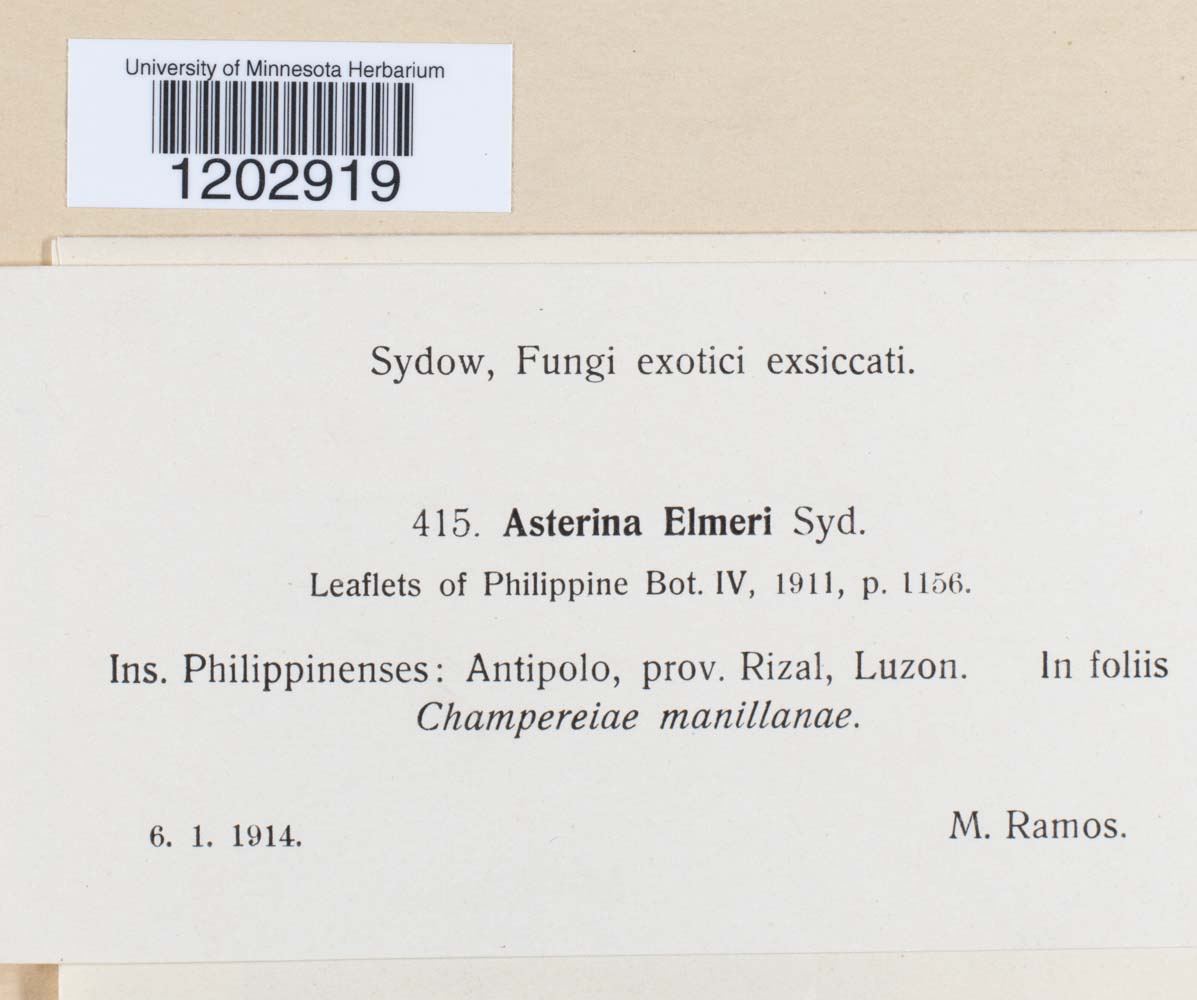 University of Minnesota Herbarium
1202919
Sydow, Fungi exotici exsiccati.
415. Asterina Elmeri Syd.
Leaflets of Philippine Bot. IV, 1911, p. 1156.
Ins. Philippinenses: Antipolo, prov. Rizal, Luzon. In foliis
Champereiae manillanae.
6. 1. 1914.
M. Ramos.